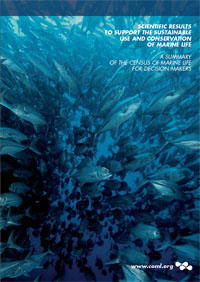 SCIENTIFIC RESULTS
TO SUPPORT THE SUSTAINABLE
USE AND CONSERVATION
OF MARINE LIFE
A SUMMARY
OF THE CENSUS OF MARINE LIFE
FOR DECISION MAKERS
www.coml.org